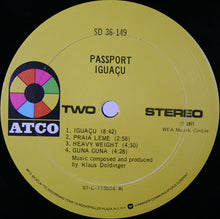 SD 36-149
PASSPORT
IGUAÇU
ATCO
TWO
STEREO
℗ 1977
WEA Musik GmbH.
1. IGUAÇU (8:42)
2. PRAIA LEME (2:58)
3. HEAVY WEIGHT (4:30)
4. GUNA GUNA (4:28)
Music composed and produced
by Klaus Doldinger